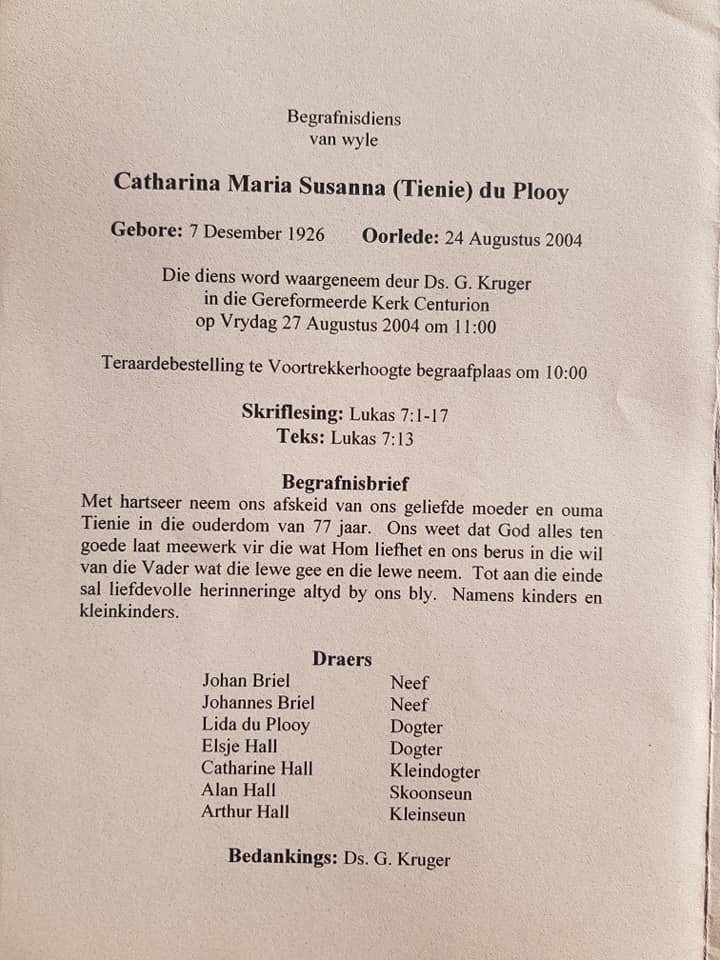 Begrafnisdiens
van wyle
Catharina Maria Susanna (Tienie) du Plooy
Gebore: 7 Desember 1926 Oorlede: 24 Augustus 2004
Die diens word waargeneem deur Ds. G. Kruger
in die Gereformeerde Kerk Centurion
op Vrydag 27 Augustus 2004 om 11:00
Teraardebestelling te Voortrekkerhoogte begraafplaas om 10:00
Skriflesing: Lukas 7:1-17
Teks: Lukas 7:13
Begrafnisbrief
Met hartseer neem ons afskeid van ons geliefde moeder en ouma
Tienie in die ouderdom van 77 jaar. Ons weet dat God alles ten
goede laat meewerk vir die wat Hom liefhet en ons berus in die wil
van die Vader wat die lewe gee en die lewe neem. Tot aan die einde
sal liefdevolle herinneringe altyd by ons bly. Namens kinders en
kleinkinders.
Draers
Johan Briel Neef
Johannes Briel Neef
Lida du Plooy Dogter
Elsje Hall Dogter
Catharine Hall Kleindogter
Alan Hall Skoonseun
Arthur Hall Kleinseun
Bedankings: Ds. G. Kruger